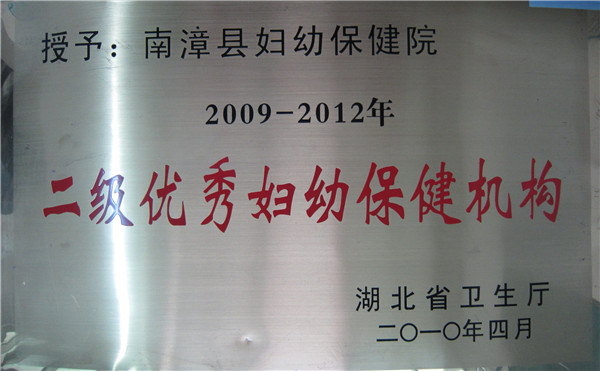 授予：南漳县妇幼保健院
2009-2012年
二级优秀妇幼保健机构
湖北省卫生厅
二〇一〇年四月